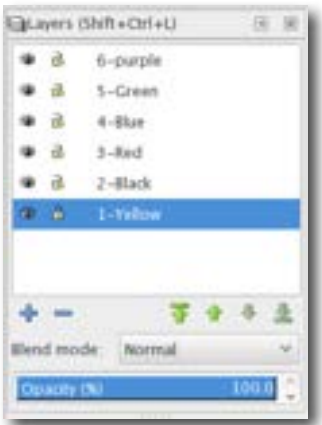 Layers (Shift+Ctrl+L)
6-purple
5-Green
4-Blue
3-Red
2-Black
1-Yellow
Blend mode: Normal
Opacity (%) 100.0